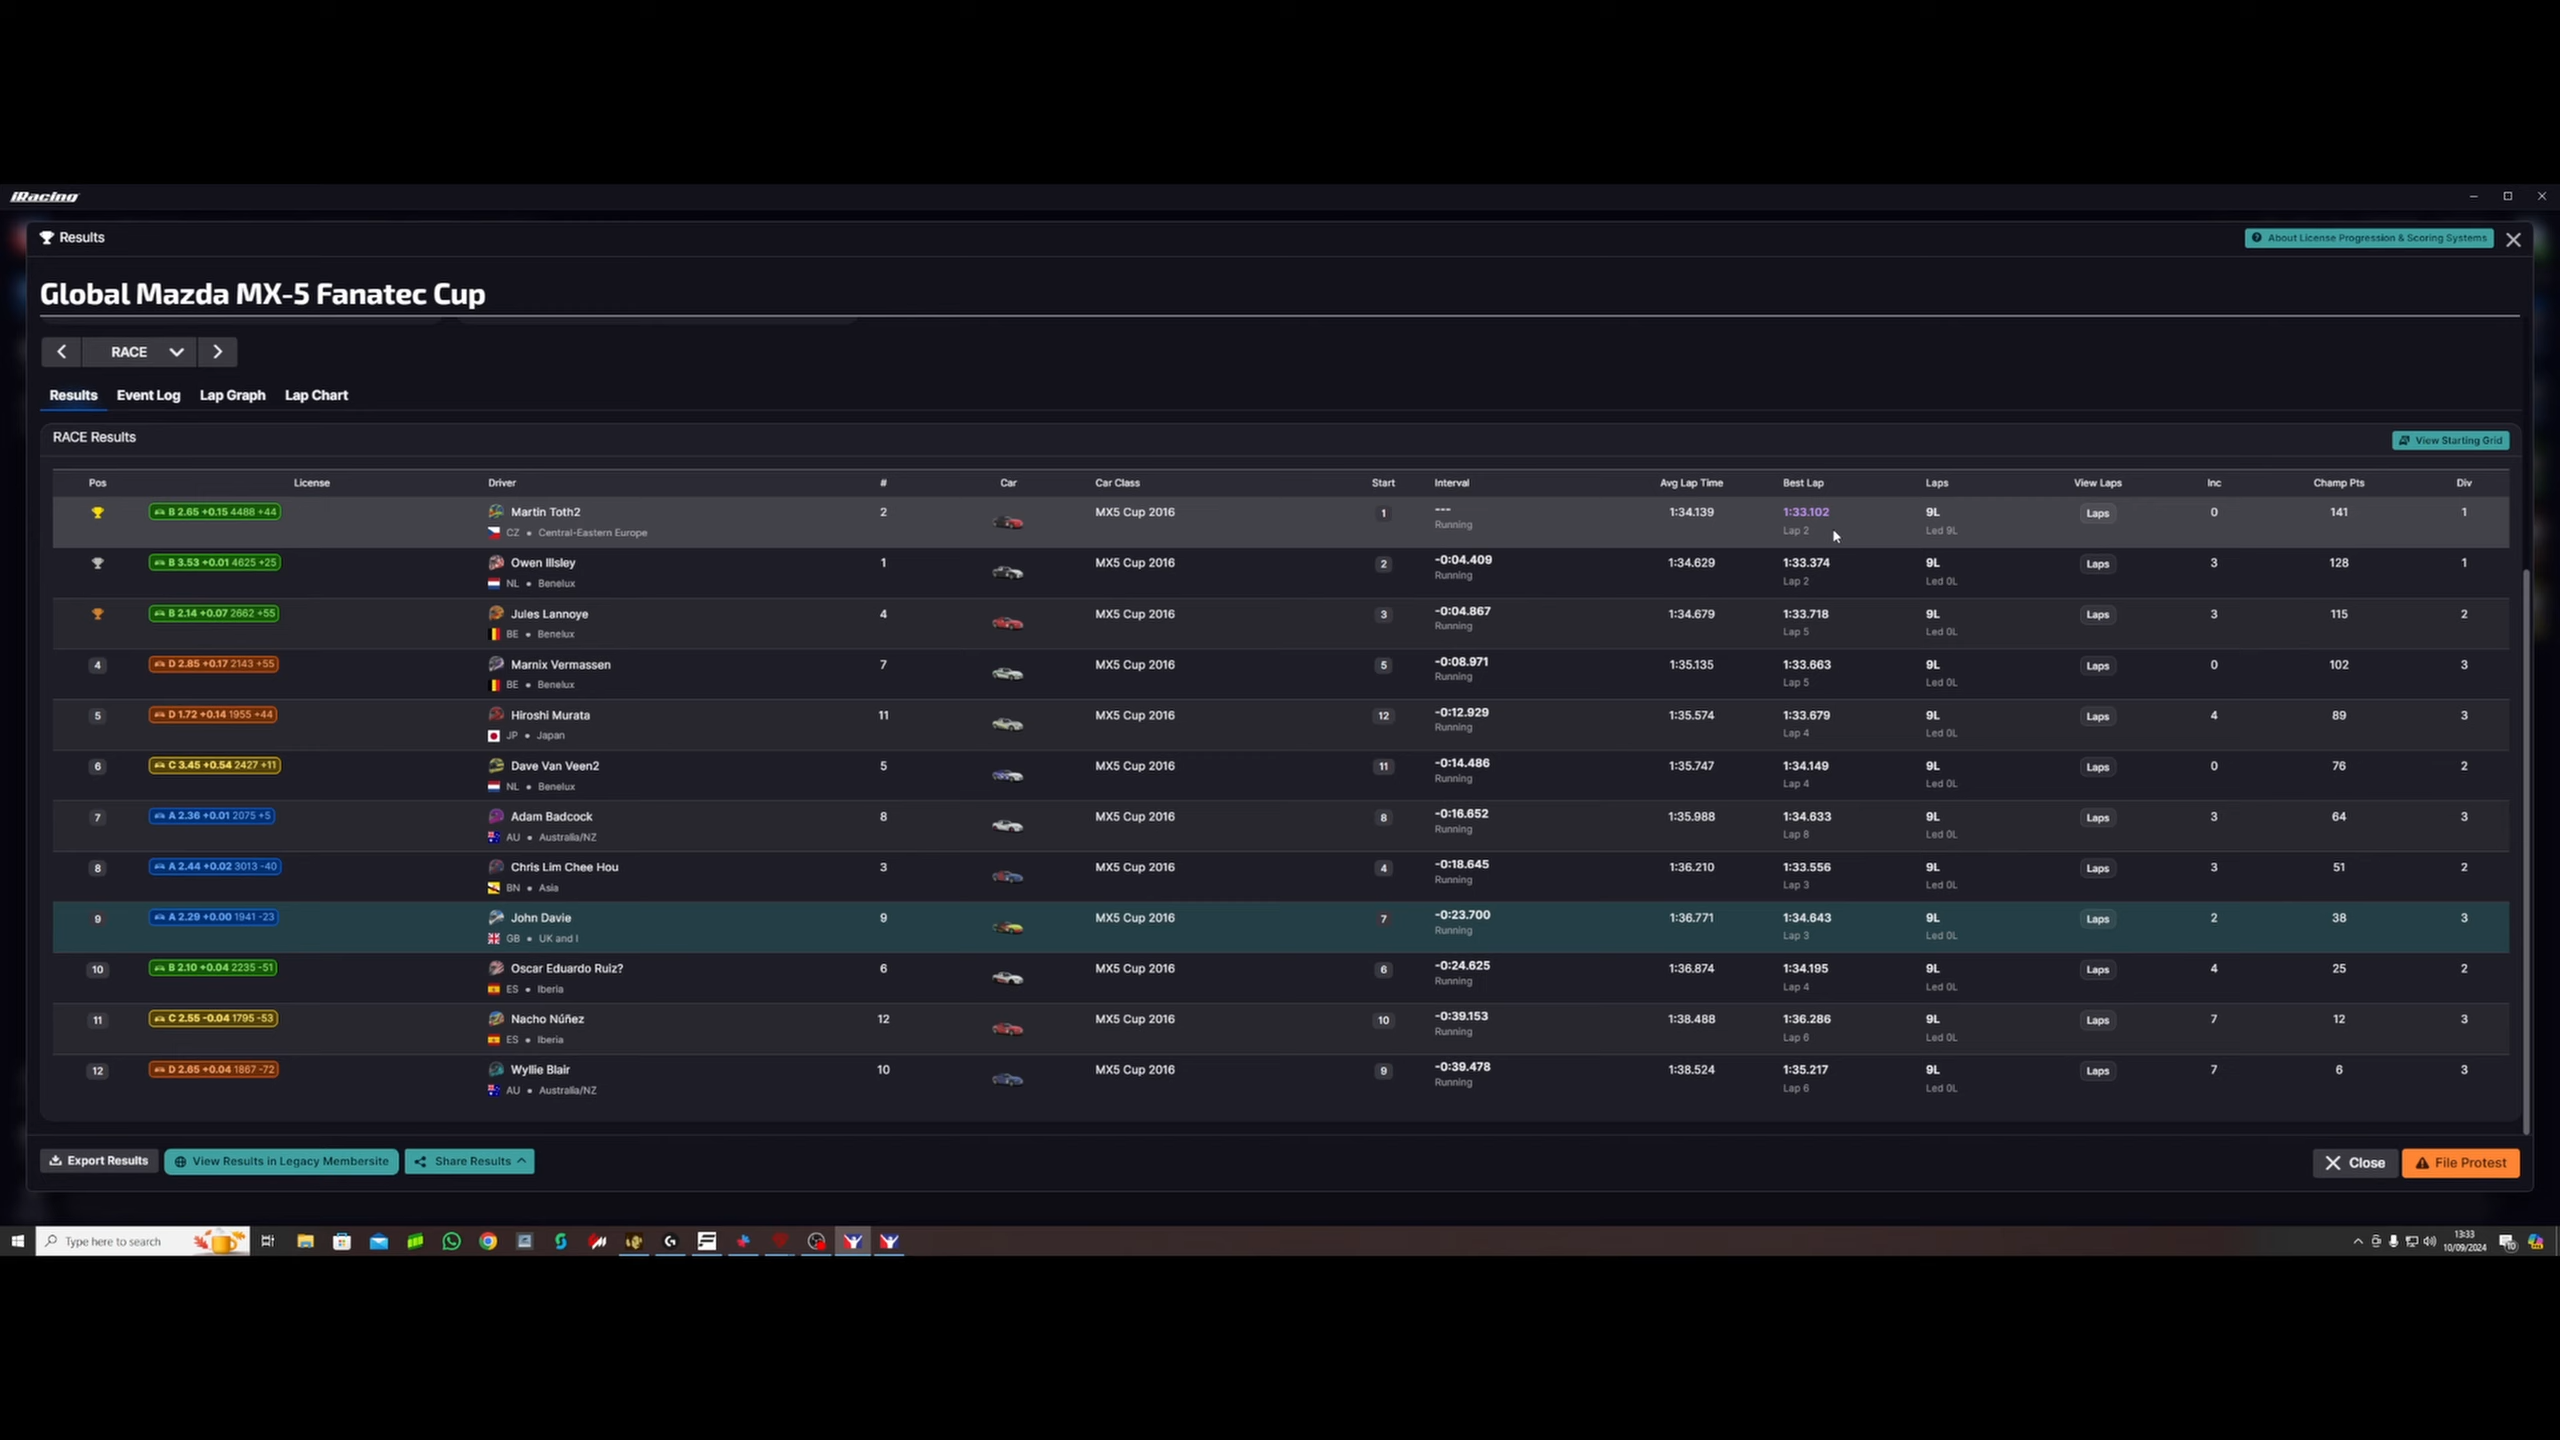 iRacing
Results
About License Progression & Scoring Systems
Global Mazda MX-5 Fanatec Cup
RACE
Results Event Log Lap Graph Lap Chart
RACE Results
View Starting Grid
Pos License Driver # Car Car Class Start Interval Avg Lap Time Best Lap Laps View Laps Inc Champ Pts Div
B 2.65 +0.15 4488 +44 Martin Toth2 2 MX5 Cup 2016 1 --- 1:34.139 1:33.102 9L Laps 0 141 1
CZ • Central-Eastern Europe Running Lap 2 Led 9L
B 3.53 +0.01 4625 +25 Owen Illsley 1 MX5 Cup 2016 2 -0:04.409 1:34.629 1:33.374 9L Laps 3 128 1
NL • Benelux Running Lap 2 Led 0L
B 2.14 +0.07 2662 +55 Jules Lannoye 4 MX5 Cup 2016 3 -0:04.867 1:34.679 1:33.718 9L Laps 3 115 2
BE • Benelux Running Lap 5 Led 0L
4 D 2.85 +0.17 2143 +55 Marnix Vermassen 7 MX5 Cup 2016 5 -0:08.971 1:35.135 1:33.663 9L Laps 0 102 3
BE • Benelux Running Lap 5 Led 0L
5 D 1.72 +0.14 1955 +44 Hiroshi Murata 11 MX5 Cup 2016 12 -0:12.929 1:35.574 1:33.679 9L Laps 4 89 3
JP • Japan Running Lap 4 Led 0L
6 C 3.45 +0.54 2427 +11 Dave Van Veen2 5 MX5 Cup 2016 11 -0:14.486 1:35.747 1:34.149 9L Laps 0 76 2
NL • Benelux Running Lap 4 Led 0L
7 A 2.36 +0.01 2075 +5 Adam Badcock 8 MX5 Cup 2016 8 -0:16.652 1:35.988 1:34.633 9L Laps 3 64 3
AU • Australia/NZ Running Lap 8 Led 0L
8 A 2.44 +0.02 3013 -40 Chris Lim Chee Hou 3 MX5 Cup 2016 4 -0:18.645 1:36.210 1:33.556 9L Laps 3 51 2
BN • Asia Running Lap 3 Led 0L
9 A 2.29 +0.00 1941 -23 John Davie 9 MX5 Cup 2016 7 -0:23.700 1:36.771 1:34.643 9L Laps 2 38 3
GB • UK and I Running Lap 3 Led 0L
10 B 2.10 +0.04 2235 -51 Oscar Eduardo Ruiz? 6 MX5 Cup 2016 6 -0:24.625 1:36.874 1:34.195 9L Laps 4 25 2
ES • Iberia Running Lap 4 Led 0L
11 C 2.55 -0.04 1795 -53 Nacho Núñez 12 MX5 Cup 2016 10 -0:39.153 1:38.488 1:36.286 9L Laps 7 12 3
ES • Iberia Running Lap 6 Led 0L
12 D 2.65 +0.04 1867 -72 Wyllie Blair 10 MX5 Cup 2016 9 -0:39.478 1:38.524 1:35.217 9L Laps 7 6 3
AU • Australia/NZ Running Lap 6 Led 0L
Export Results View Results in Legacy Membersite Share Results Close File Protest
Type here to search
13:33
10/09/2024